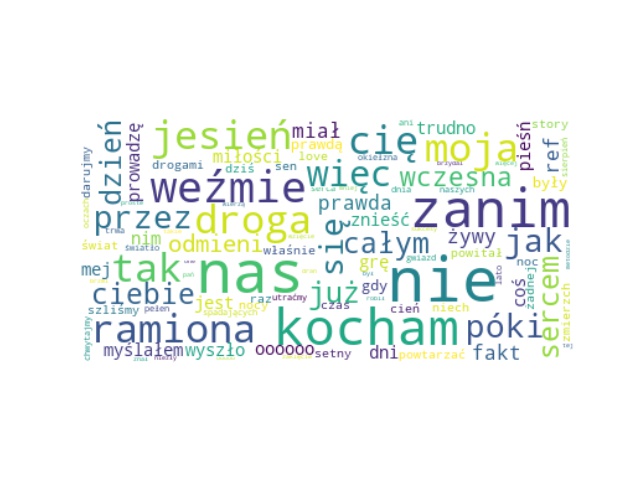 jesień miał cię trudno story
dzień prowadzę moja pieśń ref sierpień
darujmy drogami miłości dziś sen prawdą love okiełzna ani
weźmie więc wczesna były
przez droga serca prawda dnia naszych zanim
nim odmieni właśnie się znieść całym żywy jak
świat światło powitał
mej tak nas grę gwiazd nie noc coś żadnej
ciebie jest raz utraćmy już gdy lato
szliśmy pełen nocy spadających czas cień niech
ramiona kocham póki sercem zmierzch
chwytajmy myślałem wyszło oooooo setny dni powtarzać fakt